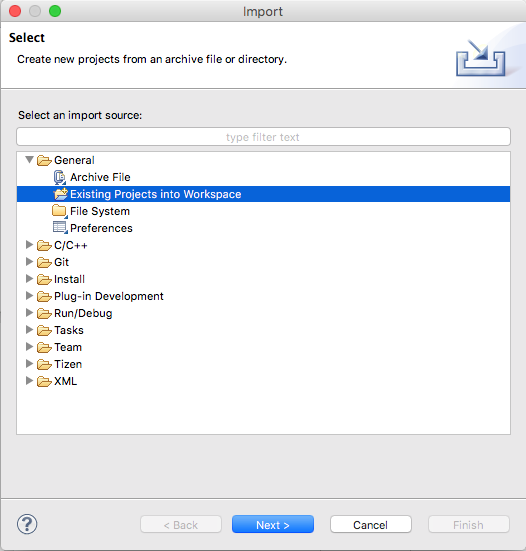 Import
Select
Create new projects from an archive file or directory.
Select an import source:
type filter text
General
Archive File
Existing Projects into Workspace
File System
Preferences
C/C++
Git
Install
Plug-in Development
Run/Debug
Tasks
Team
Tizen
XML
?
< Back
Next >
Cancel
Finish